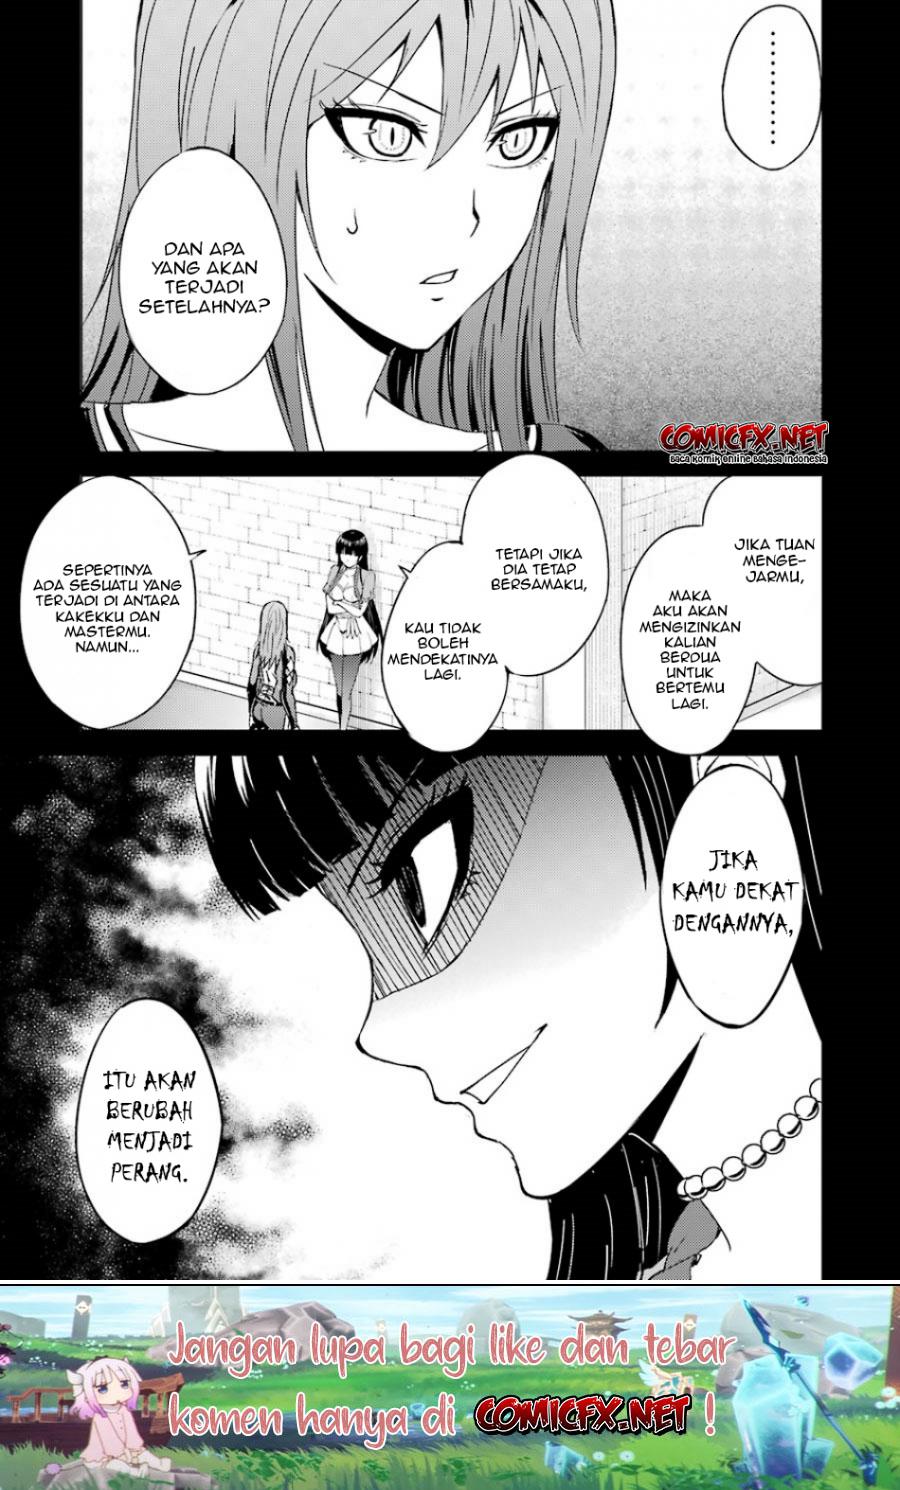 ..........
DAN APA
YANG AKAN
TERJADI
SETELAHNYA?
COMICFX.NET
Baca Komik Online Bahasa Indonesia
JIKA TUAN
MENGE-
JARMU,
MAKA
AKU AKAN
MENGIZINKAN
KALIAN
BERDUA
UNTUK
BERTEMU
LAGI.
TETAPI JIKA
DIA TETAP
BERSAMAKU,
KAU TIDAK
BOLEH
MENDEKATINYA
LAGI.
SEPERTINYA
ADA SESUATU YANG
TERJADI DI ANTARA
KAKEKKU DAN
MASTERMU.
NAMUN...
JIKA
KAMU DEKAT
DENGANNYA,
ITU AKAN
BERUBAH
MENJADI
PERANG.
Jangan lupa bagi like dan tebar
komen hanya di COMICFX.NET !